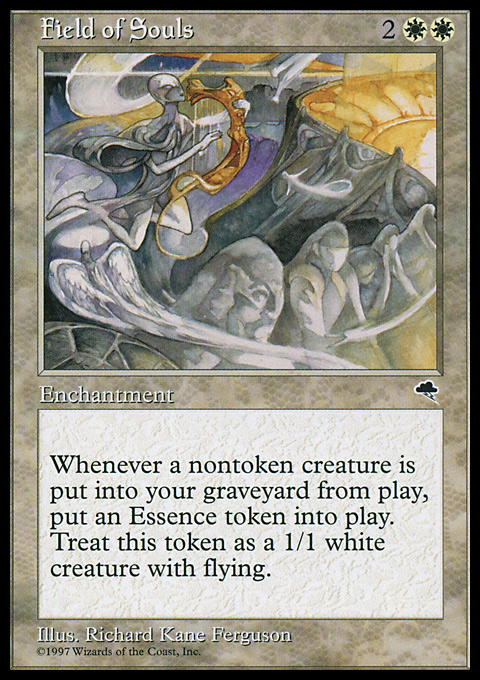 Field of Souls 2
Enchantment
Whenever a nontoken creature is
put into your graveyard from play,
put an Essence token into play.
Treat this token as a 1/1 white
creature with flying.
Illus. Richard Kane Ferguson
©1997 Wizards of the Coast, Inc.